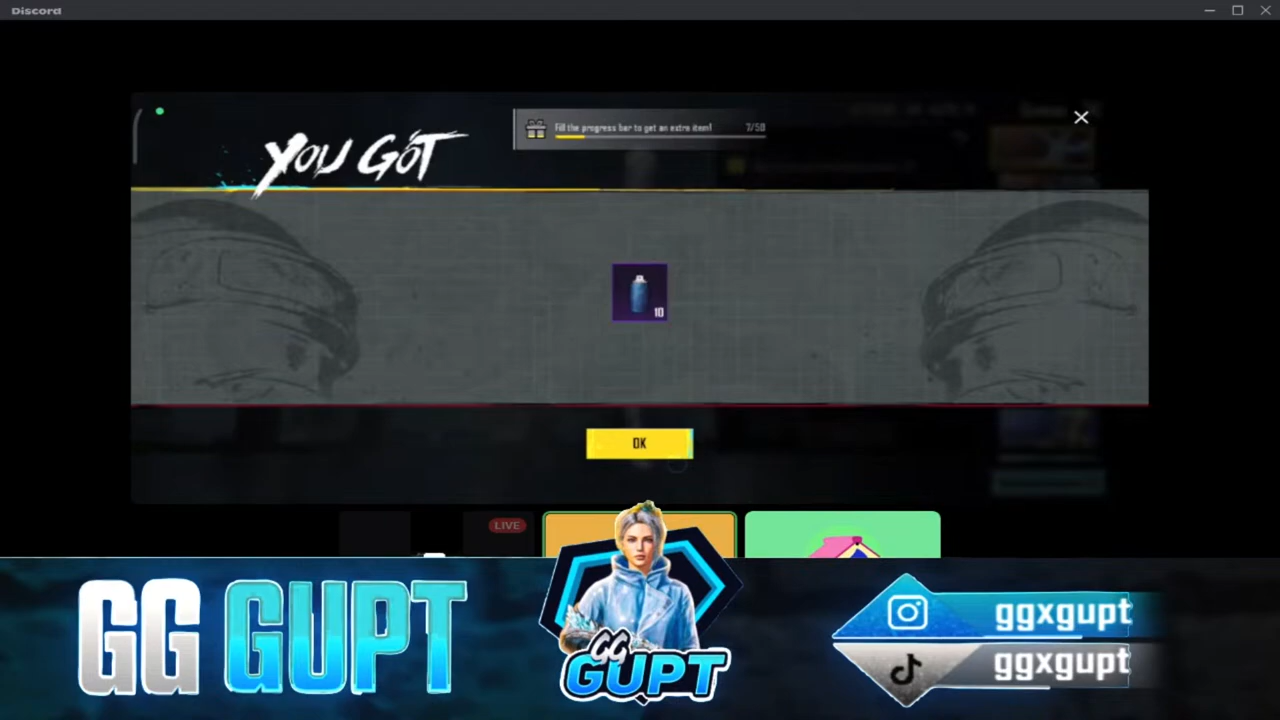 Discord
YOU GOT
Fill the progress bar to get an extra item! 7/50
10
OK
LIVE
GG GUPT
GG
GUPT
ggxgupt
ggxgupt